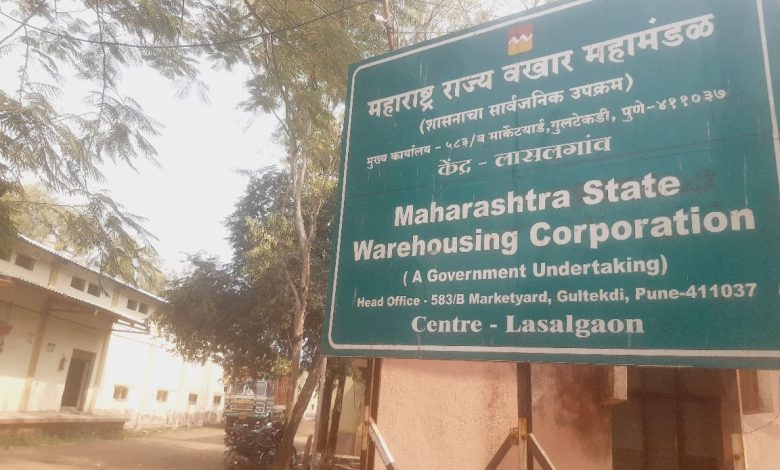 महाराष्ट्र राज्य वखार महामंडळ
(शासनाचा सार्वजनिक उपक्रम)
मुख्य कार्यालय - ५८३/ब मार्केटयार्ड,गुलटेकडी, पुणे-४११०३७
केंद्र - लासलगांव
Maharashtra State
Warehousing Corporation
( A Government Undertaking)
Head Office - 583/B Marketyard, Gultekdi, Pune-411037
Centre - Lasalgaon